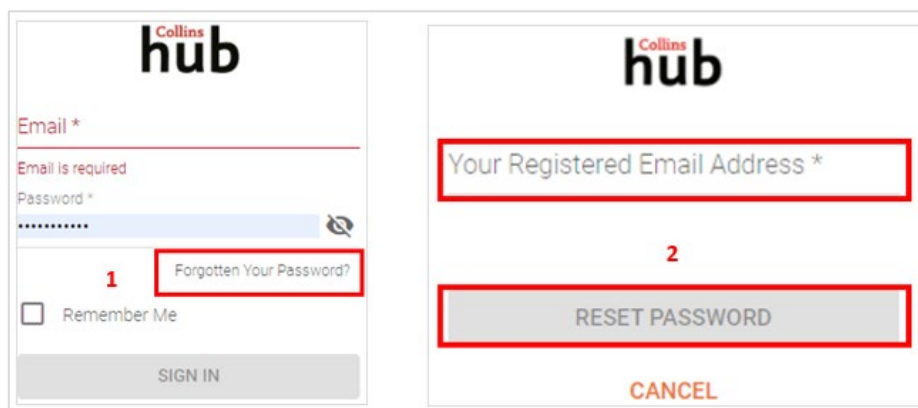 Collins
hub
Email *
Email is required
Password *
•••••••••••
Forgotten Your Password?
1
Remember Me
SIGN IN
Collins
hub
Your Registered Email Address *
2
RESET PASSWORD
CANCEL